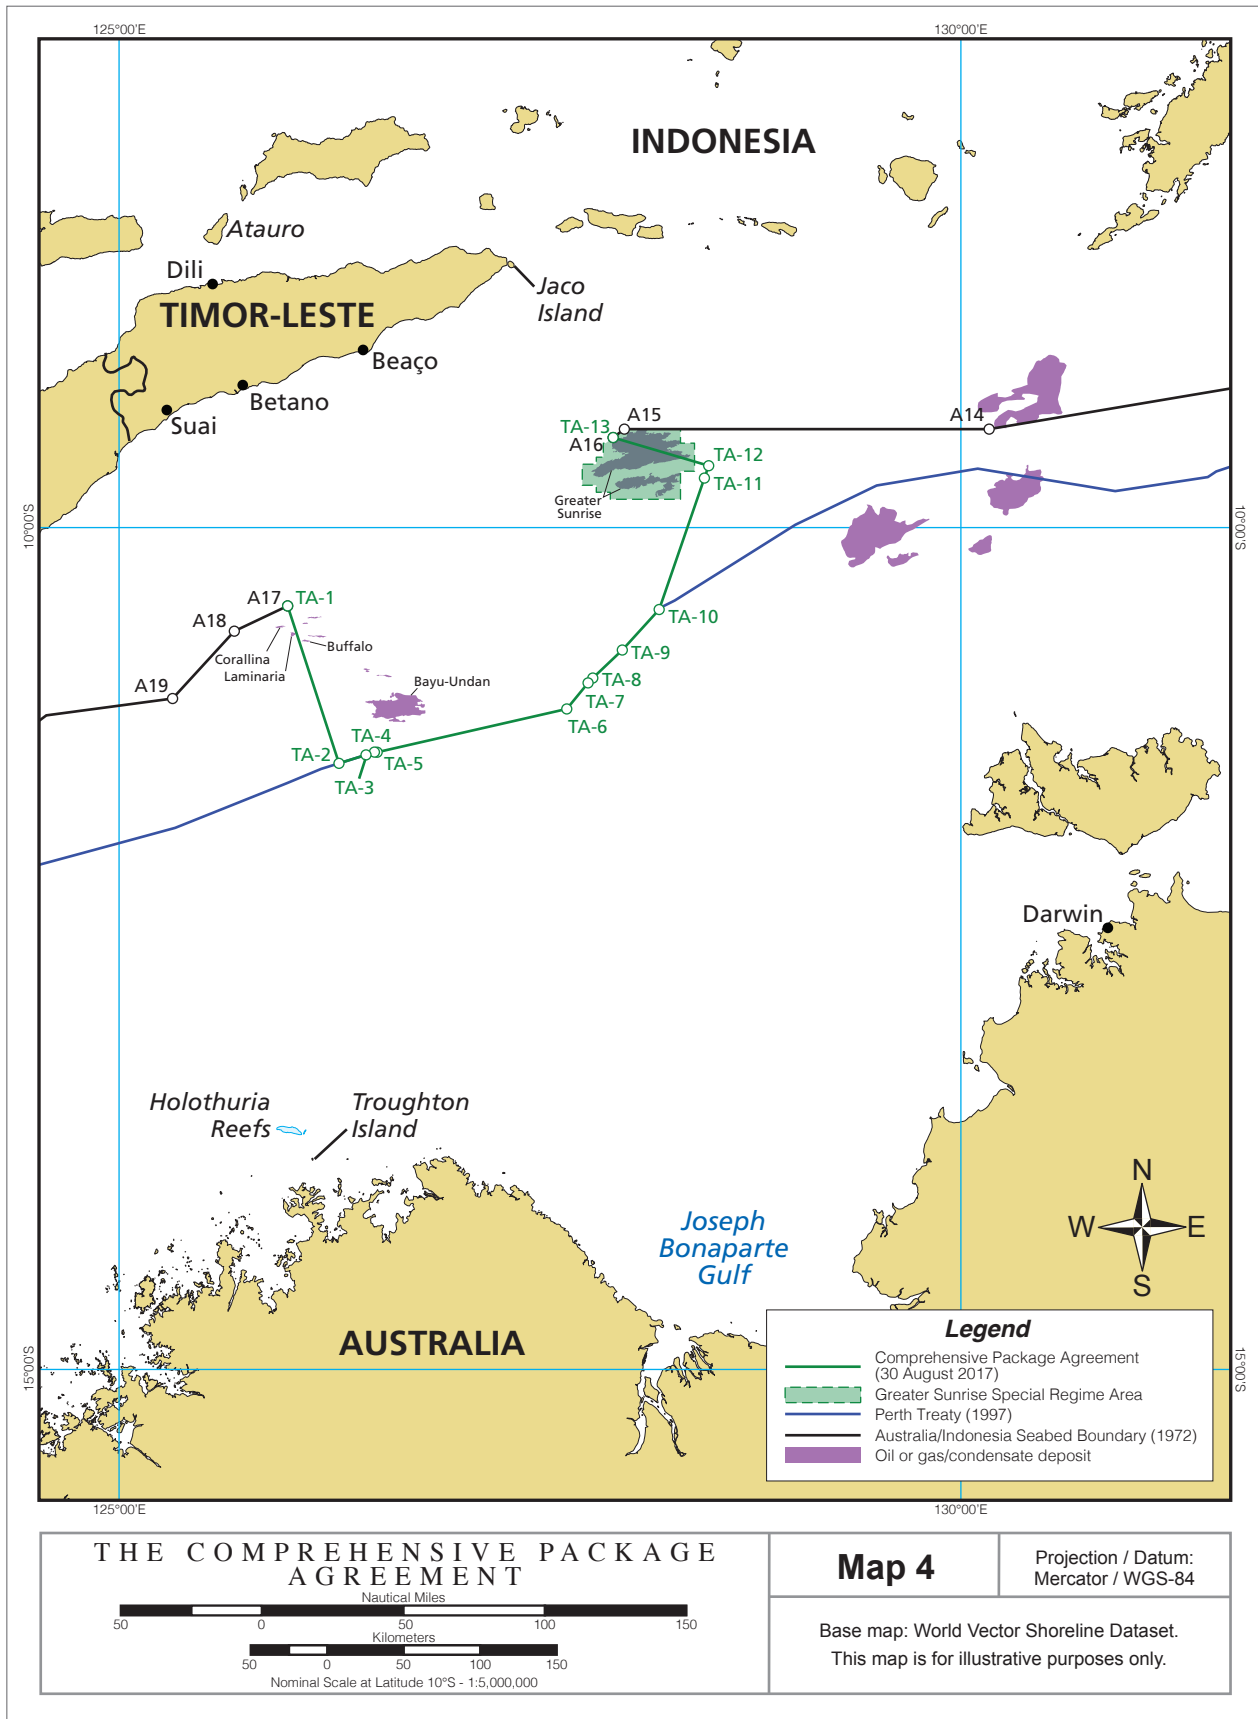 125°00'E
130°00'E
INDONESIA
Atauro
Dili
TIMOR-LESTE
Jaco
Island
Beaço
Betano
Suai
A15
A14
TA-13
A16
TA-12
TA-11
Greater
Sunrise
10°00'S
10°00'S
A17
TA-1
A18
TA-10
Corallina
Laminaria
Buffalo
TA-9
A19
Bayu-Undan
TA-8
TA-7
TA-6
TA-4
TA-2
TA-5
TA-3
Darwin
Holothuria
Reefs
Troughton
Island
N
W
E
S
Joseph
Bonaparte
Gulf
AUSTRALIA
15°00'S
15°00'S
Legend
Comprehensive Package Agreement
(30 August 2017)
Greater Sunrise Special Regime Area
Perth Treaty (1997)
Australia/Indonesia Seabed Boundary (1972)
Oil or gas/condensate deposit
125°00'E
130°00'E
THE COMPREHENSIVE PACKAGE
AGREEMENT
Nautical Miles
50 0 50 100 150
Kilometers
50 0 50 100 150
Nominal Scale at Latitude 10°S - 1:5,000,000
Map 4
Projection / Datum:
Mercator / WGS-84
Base map: World Vector Shoreline Dataset.
This map is for illustrative purposes only.